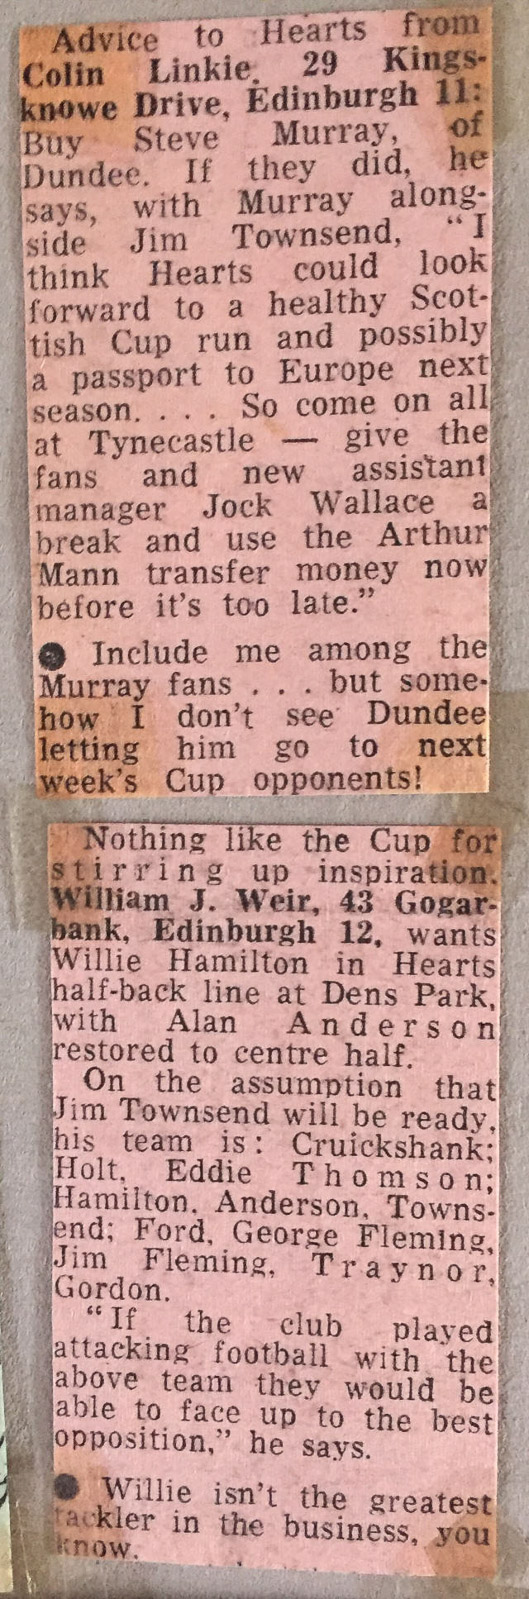 Advice to Hearts from
Colin Linkie, 29 Kings-
knowe Drive, Edinburgh 11:
Buy Steve Murray, of
Dundee. If they did, he
says, with Murray along-
side Jim Townsend, “I
think Hearts could look
forward to a healthy Scot-
tish Cup run and possibly
a passport to Europe next
season. . . . So come on all
at Tynecastle — give the
fans and new assistant
manager Jock Wallace a
break and use the Arthur
Mann transfer money now
before it's too late.”
● Include me among the
Murray fans . . . but some-
how I don't see Dundee
letting him go to next
week's Cup opponents!
Nothing like the Cup for
stirring up inspiration.
William J. Weir, 43 Gogar-
bank, Edinburgh 12, wants
Willie Hamilton in Hearts
half-back line at Dens Park,
with Alan Anderson
restored to centre half.
On the assumption that
Jim Townsend will be ready,
his team is: Cruickshank;
Holt, Eddie Thomson;
Hamilton, Anderson, Towns-
end; Ford, George Fleming,
Jim Fleming, Traynor,
Gordon.
“If the club played
attacking football with the
above team they would be
able to face up to the best
opposition,” he says.
● Willie isn't the greatest
tackler in the business, you
know.